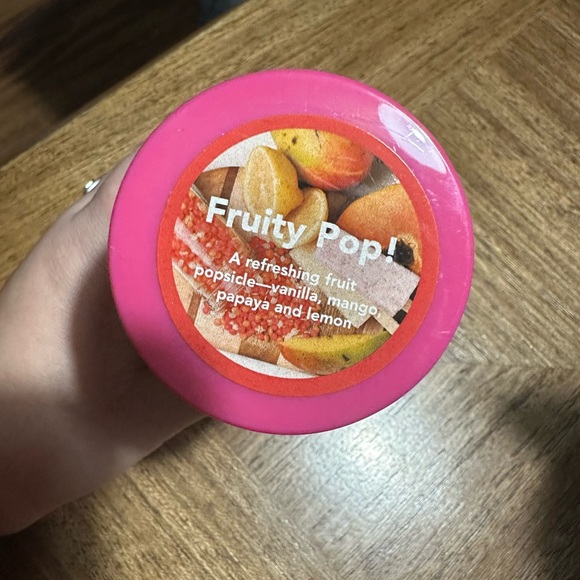 Fruity Pop!
A refreshing fruit
popsicle—vanilla, mango,
papaya and lemon